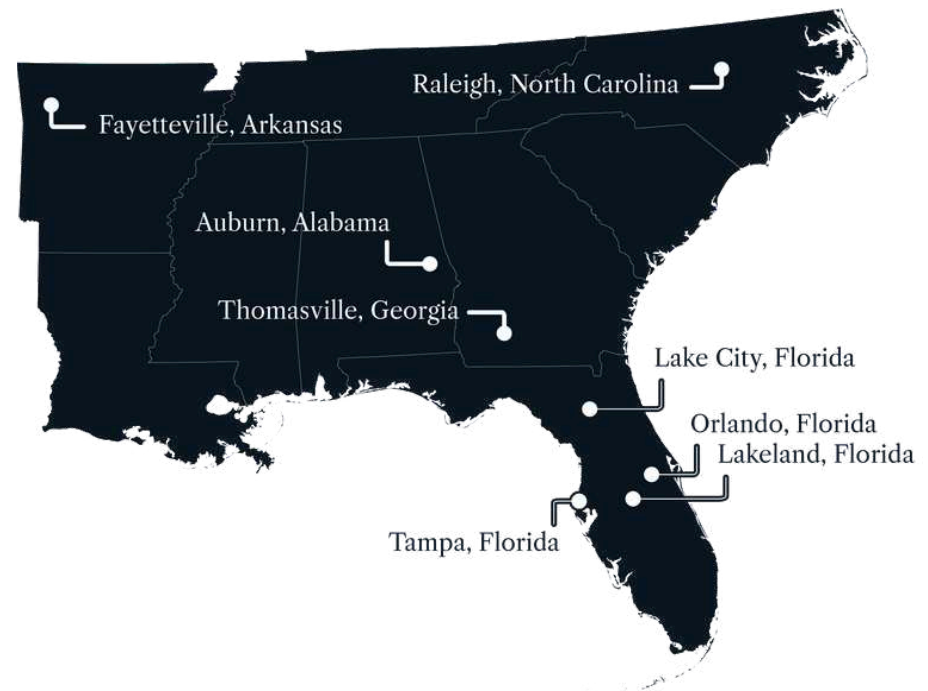 Raleigh, North Carolina
Fayetteville, Arkansas
Auburn, Alabama
Thomasville, Georgia
Lake City, Florida
Orlando, Florida
Lakeland, Florida
Tampa, Florida